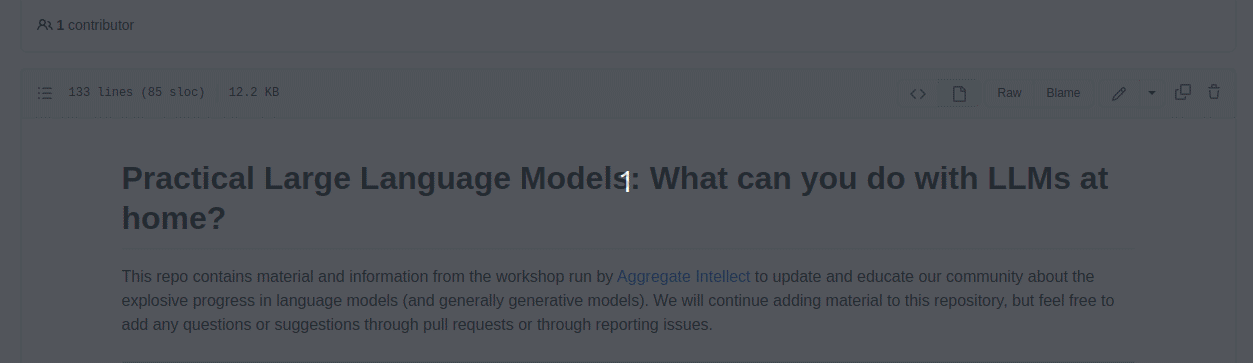 1 contributor
133 lines (85 sloc) 12.2 KB
Raw Blame
Practical Large Language Models: What can you do with LLMs at
home?
1
This repo contains material and information from the workshop run by Aggregate Intellect to update and educate our community about the
explosive progress in language models (and generally generative models). We will continue adding material to this repository, but feel free to
add any questions or suggestions through pull requests or through reporting issues.